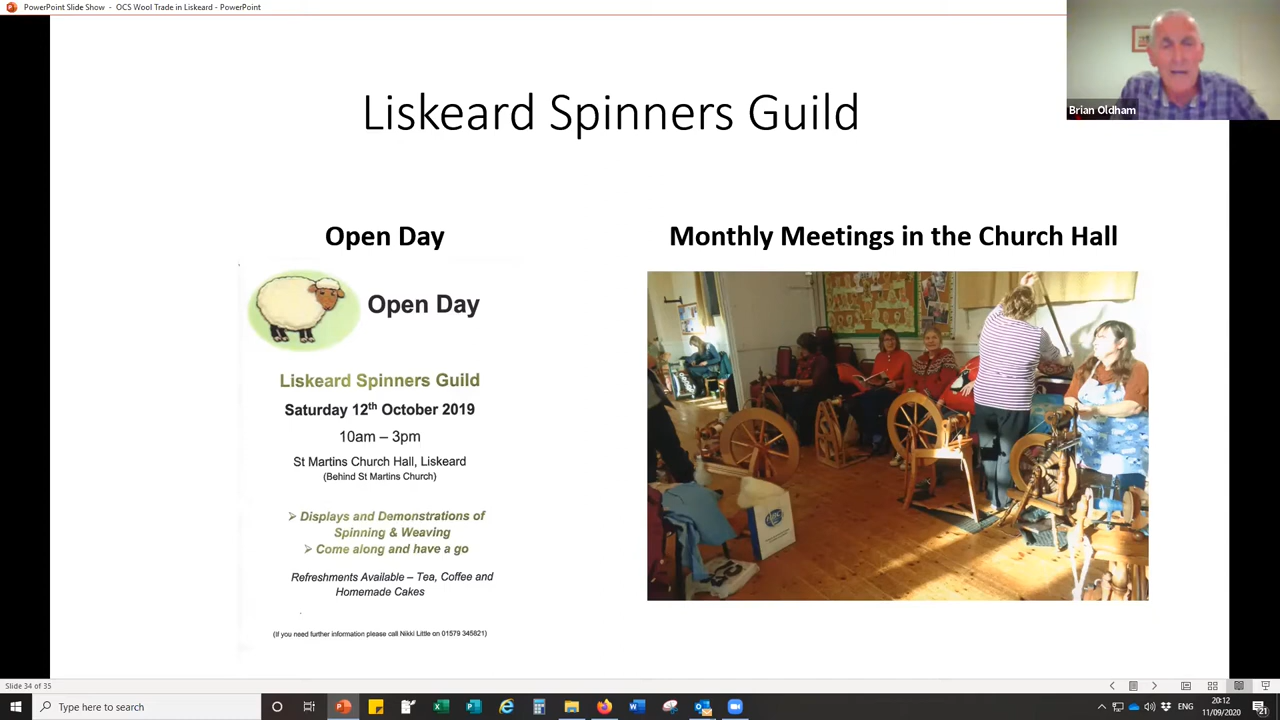 PowerPoint Slide Show - OCS Wool Trade in Liskeard - PowerPoint
Brian Oldham
Liskeard Spinners Guild
Open Day
Monthly Meetings in the Church Hall
Open Day
Liskeard Spinners Guild
Saturday 12th October 2019
10am – 3pm
St Martins Church Hall, Liskeard
(Behind St Martins Church)
➢ Displays and Demonstrations of
Spinning & Weaving
➢ Come along and have a go
Refreshments Available – Tea, Coffee and
Homemade Cakes
(If you need further information please call Nikki Little on 01579 345821)
Slide 34 of 35
Type here to search
ENG
20:12
11/09/2020
21